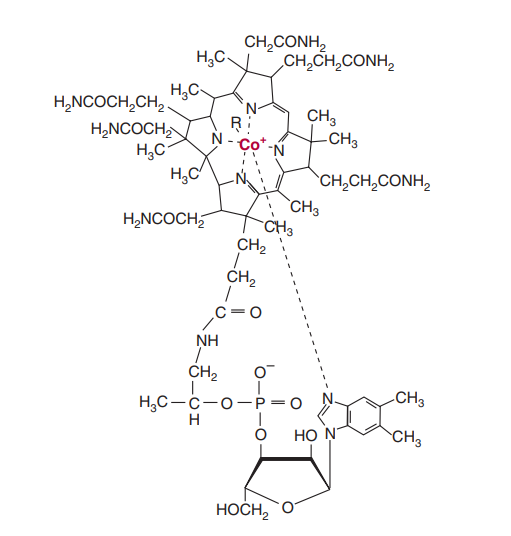 CH2CONH2
H3C
CH2CH2CONH2
H3C
H2NCOCH2CH2
N
R
CH3
H2NCOCH2
N
Co+
N
CH3
H3C
H3C
N
CH2CH2CONH2
CH3
H2NCOCH2
CH3
CH2
CH2
C=O
NH
CH2
O−
H3C–C–O–P=O
H
N
CH3
O
HO
N
CH3
HOCH2
O